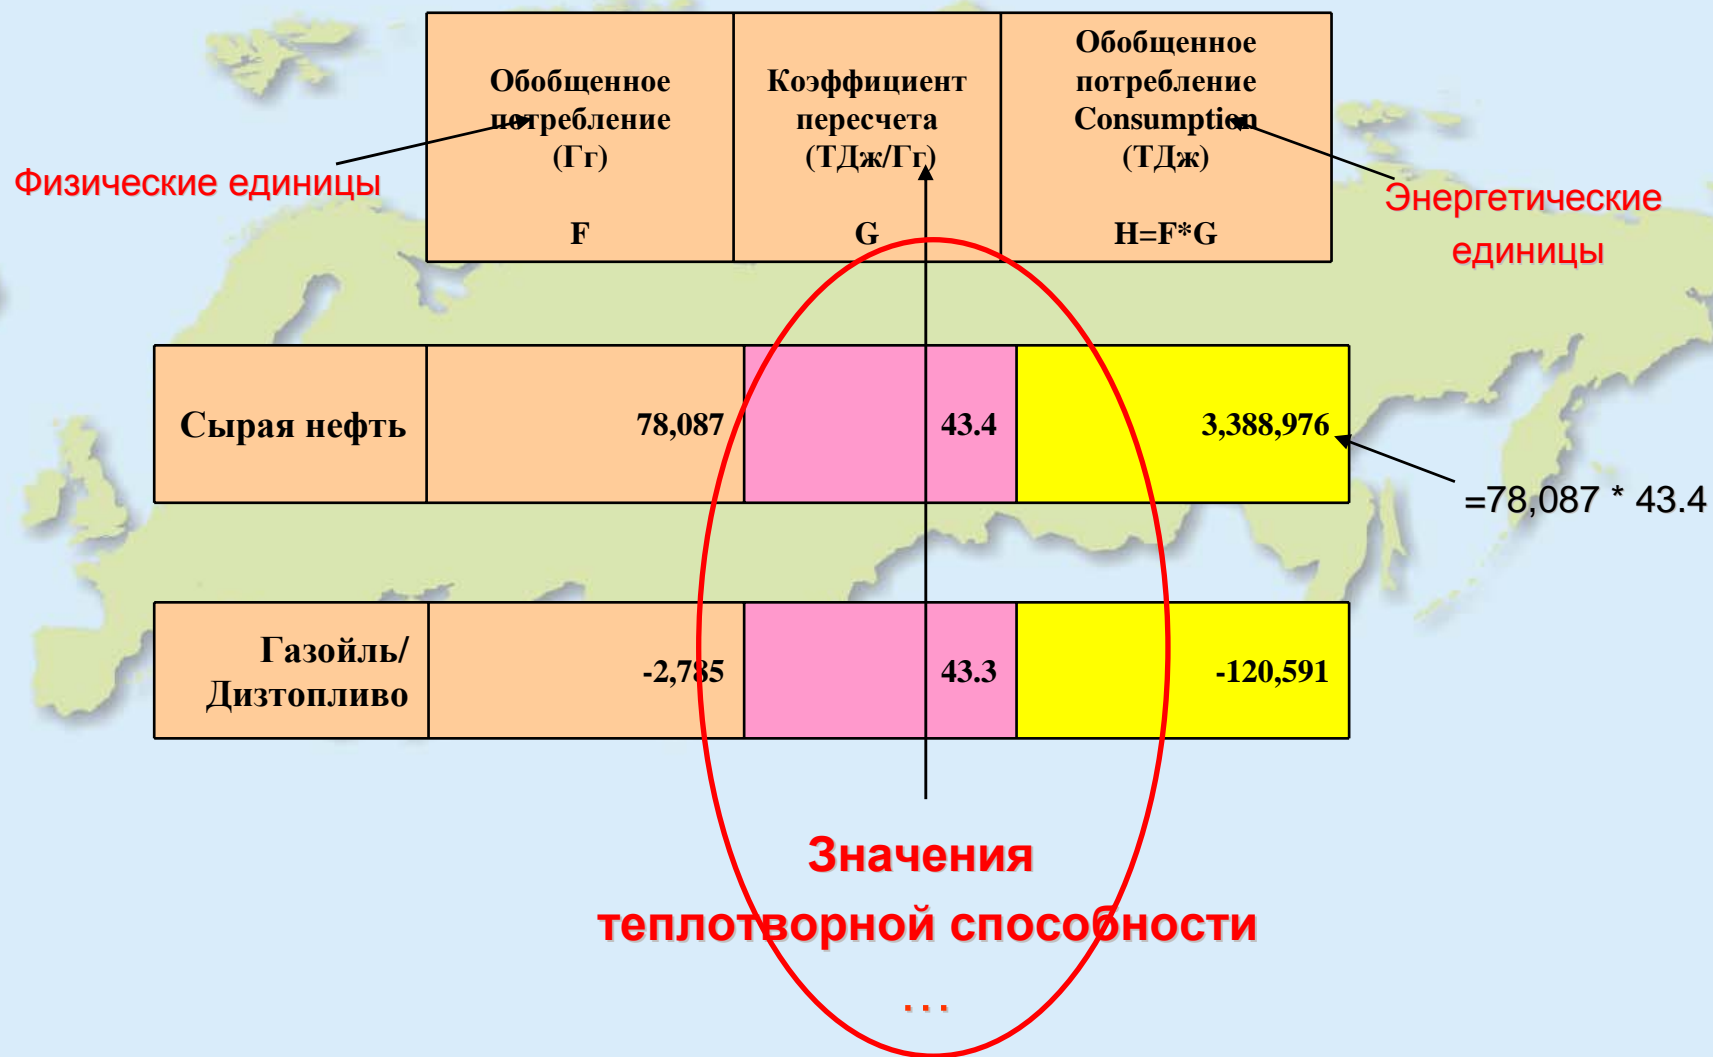 Обобщенное
потребление
(Гг)
F
Коэффициент
пересчета
(ТДж/Гг)
G
Обобщенное
потребление
Consumption
(ТДж)
H=F*G
Физические единицы
Энергетические
единицы
Сырая нефть 78,087 43.4 3,388,976
=78,087 * 43.4
Газойль/
Дизтопливо -2,785 43.3 -120,591
Значения
теплотворной способности
...